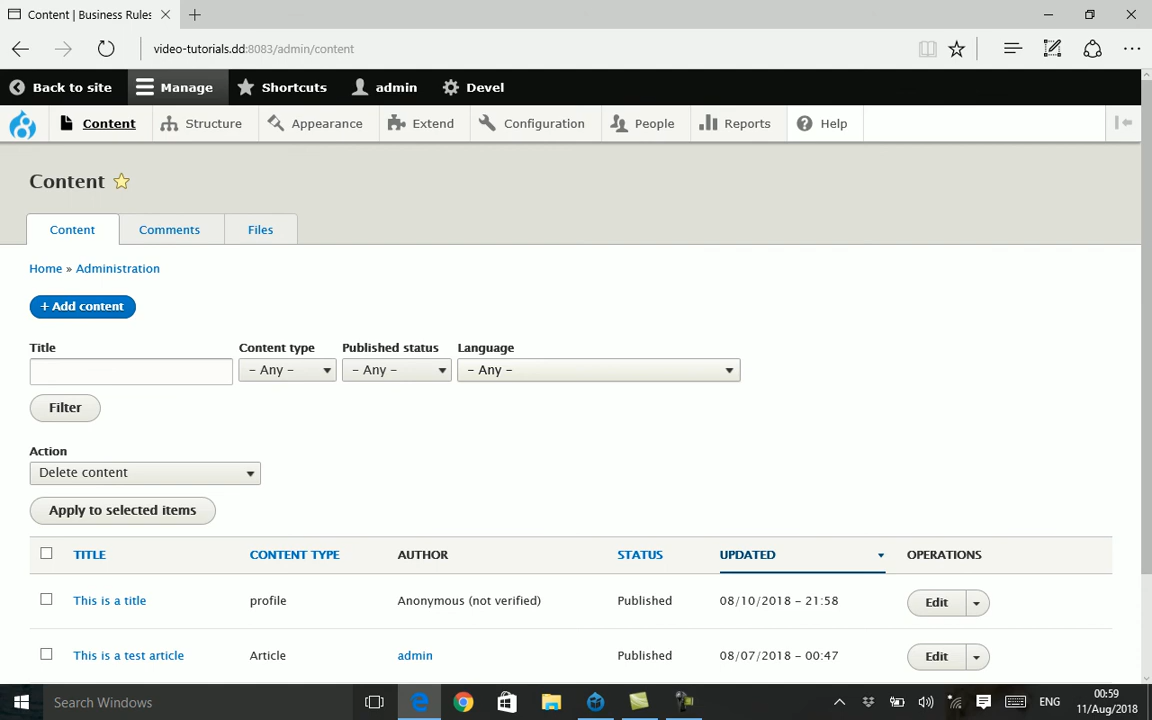 Content | Business Rules
video-tutorials.dd:8083/admin/content
Back to site Manage Shortcuts admin Devel
Content Structure Appearance Extend Configuration People Reports Help
Content
Content Comments Files
Home » Administration
+ Add content
Title Content type Published status Language
- Any - - Any - - Any -
Filter
Action
Delete content
Apply to selected items
TITLE CONTENT TYPE AUTHOR STATUS UPDATED OPERATIONS
This is a title profile Anonymous (not verified) Published 08/10/2018 - 21:58 Edit
This is a test article Article admin Published 08/07/2018 - 00:47 Edit
Search Windows ENG 00:59
11/Aug/2018